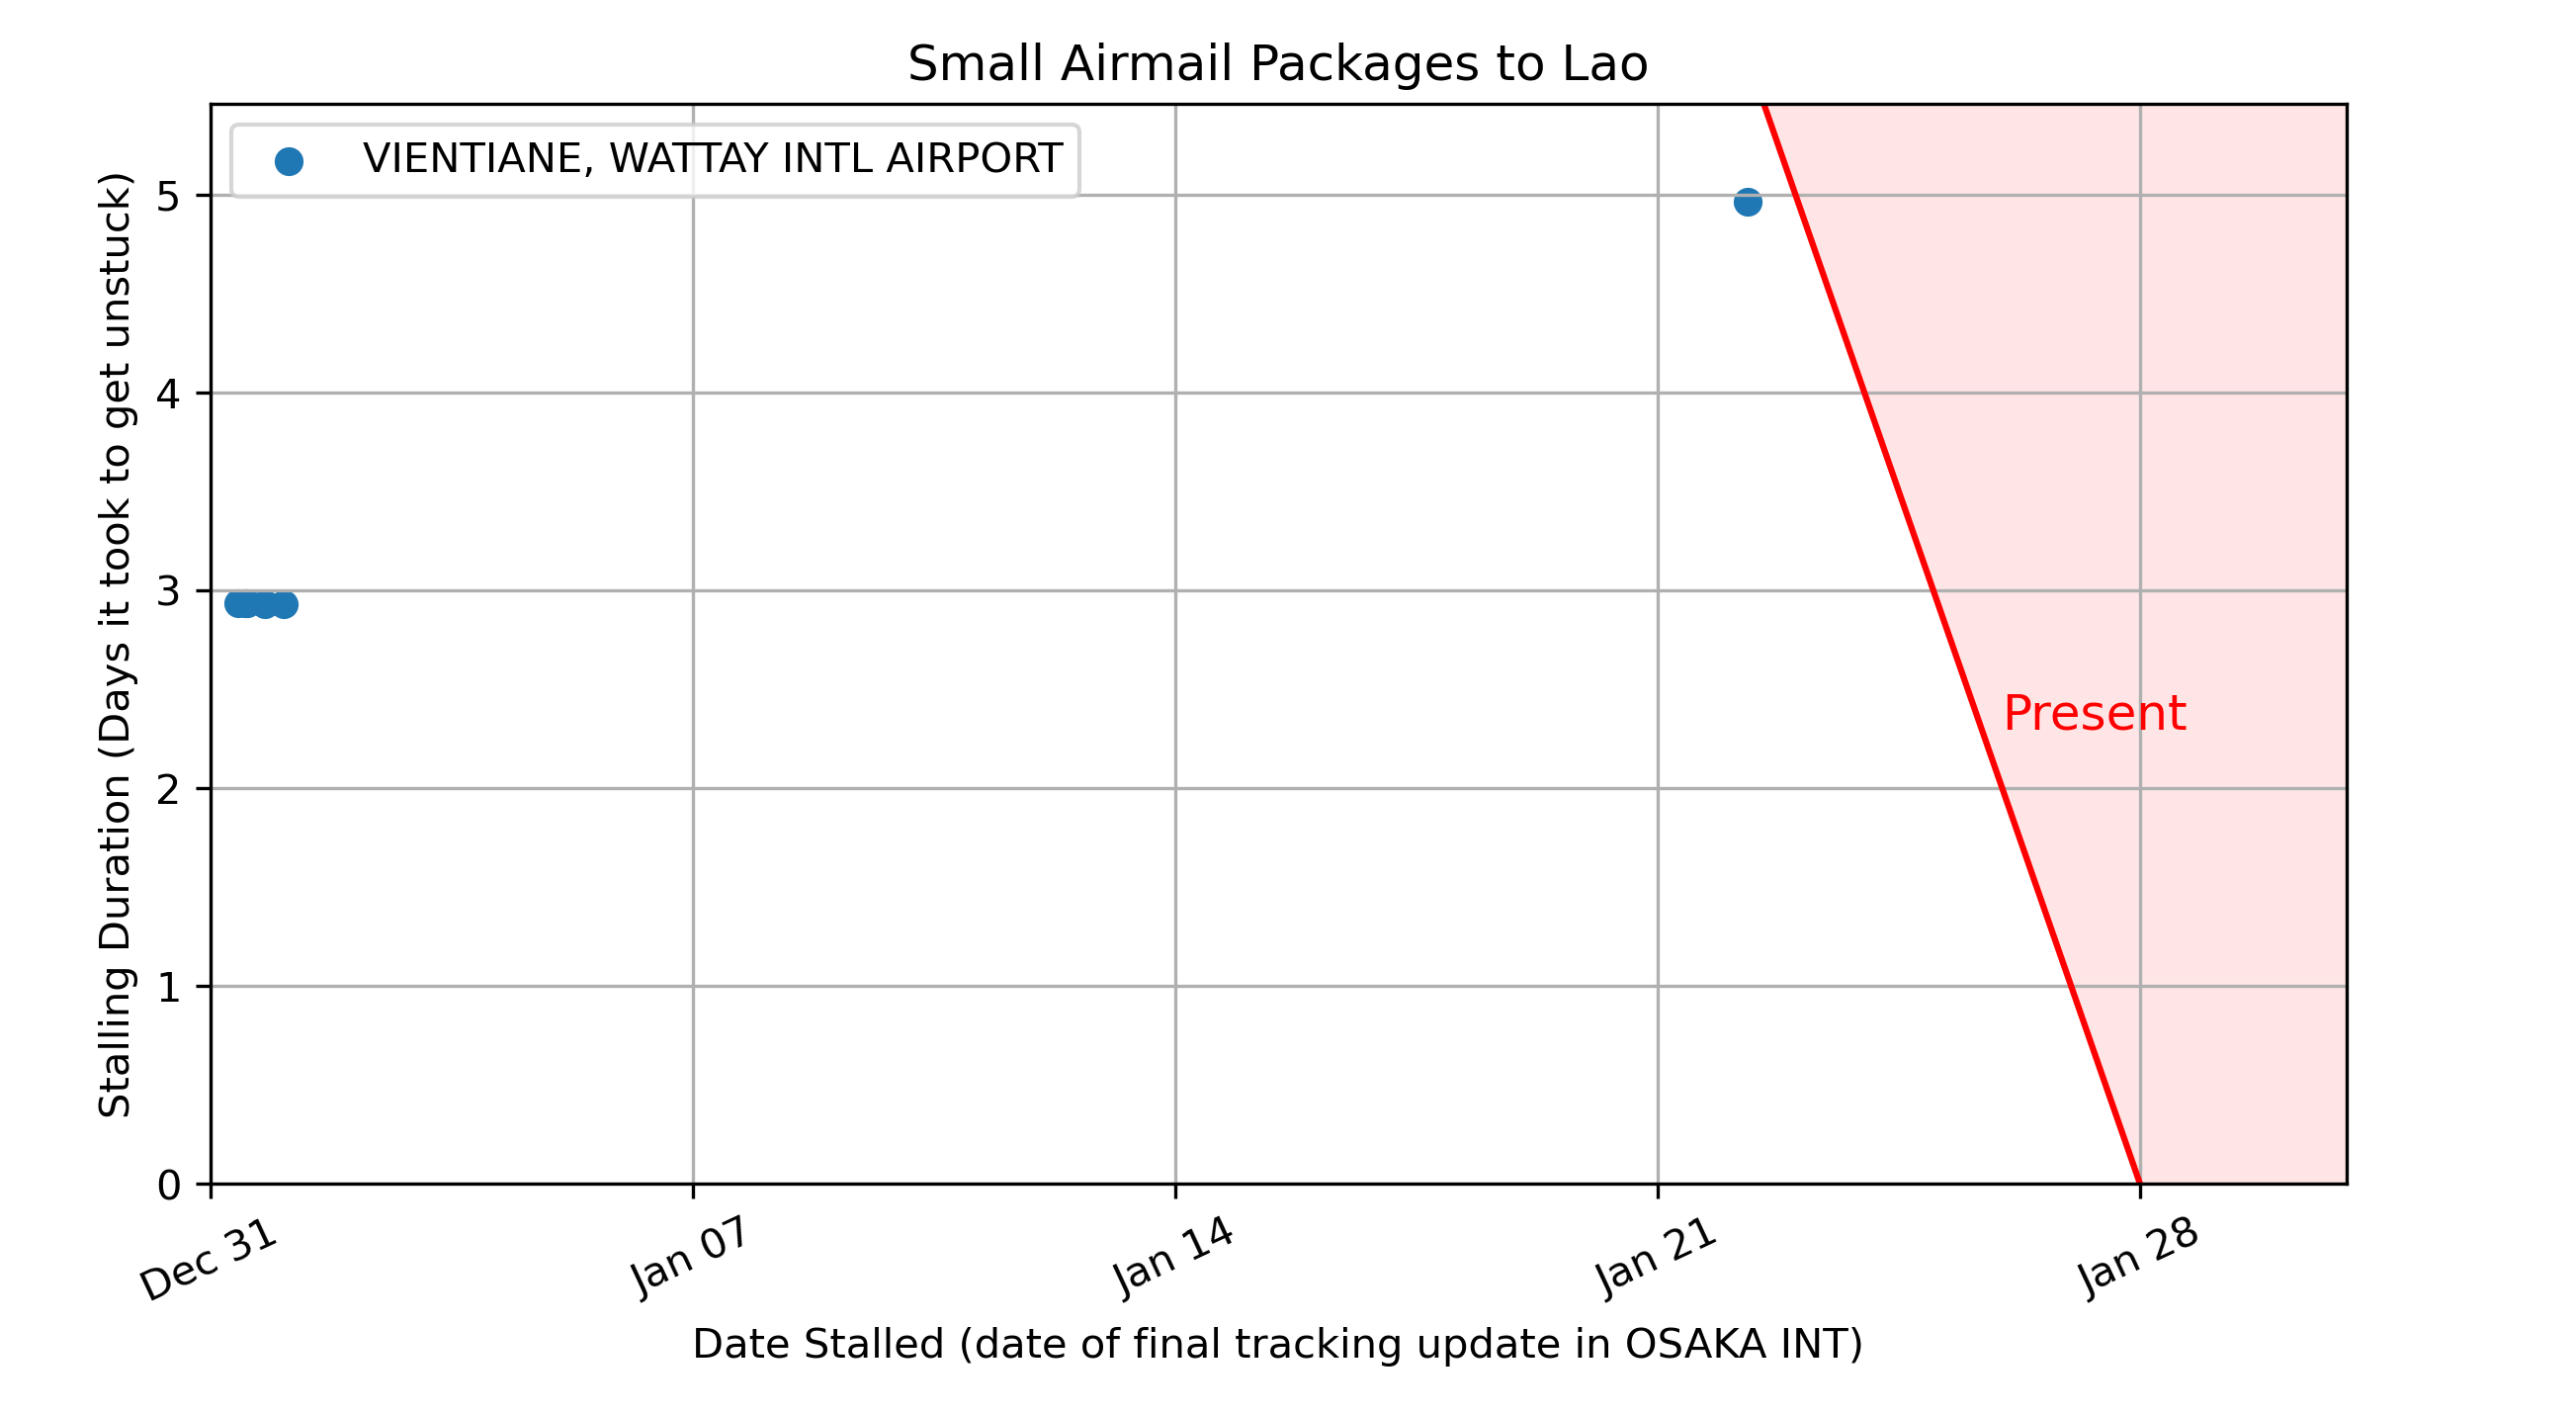 Small Airmail Packages to Lao
VIENTIANE, WATTAY INTL AIRPORT
Stalling Duration (Days it took to get unstuck)
5
4
3
2
1
0
Present
Dec 31
Jan 07
Jan 14
Jan 21
Jan 28
Date Stalled (date of final tracking update in OSAKA INT)